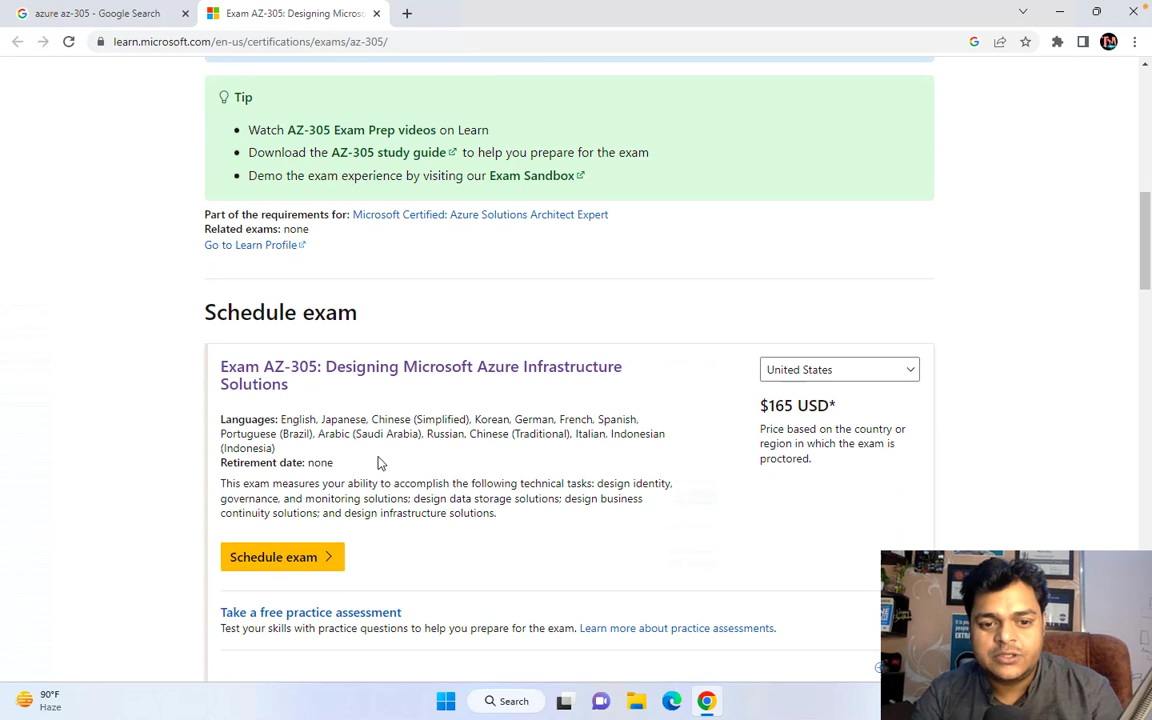 azure az-305 - Google Search
Exam AZ-305: Designing Microso
learn.microsoft.com/en-us/certifications/exams/az-305/
Tip
Watch AZ-305 Exam Prep videos on Learn
Download the AZ-305 study guide to help you prepare for the exam
Demo the exam experience by visiting our Exam Sandbox
Part of the requirements for: Microsoft Certified: Azure Solutions Architect Expert
Related exams: none
Go to Learn Profile
Schedule exam
Exam AZ-305: Designing Microsoft Azure Infrastructure
Solutions
Languages: English, Japanese, Chinese (Simplified), Korean, German, French, Spanish,
Portuguese (Brazil), Arabic (Saudi Arabia), Russian, Chinese (Traditional), Italian, Indonesian
(Indonesia)
Retirement date: none
This exam measures your ability to accomplish the following technical tasks: design identity,
governance, and monitoring solutions; design data storage solutions; design business
continuity solutions; and design infrastructure solutions.
United States
$165 USD*
Price based on the country or
region in which the exam is
proctored.
Schedule exam
Take a free practice assessment
Test your skills with practice questions to help you prepare for the exam. Learn more about practice assessments.
90°F
Haze
Search